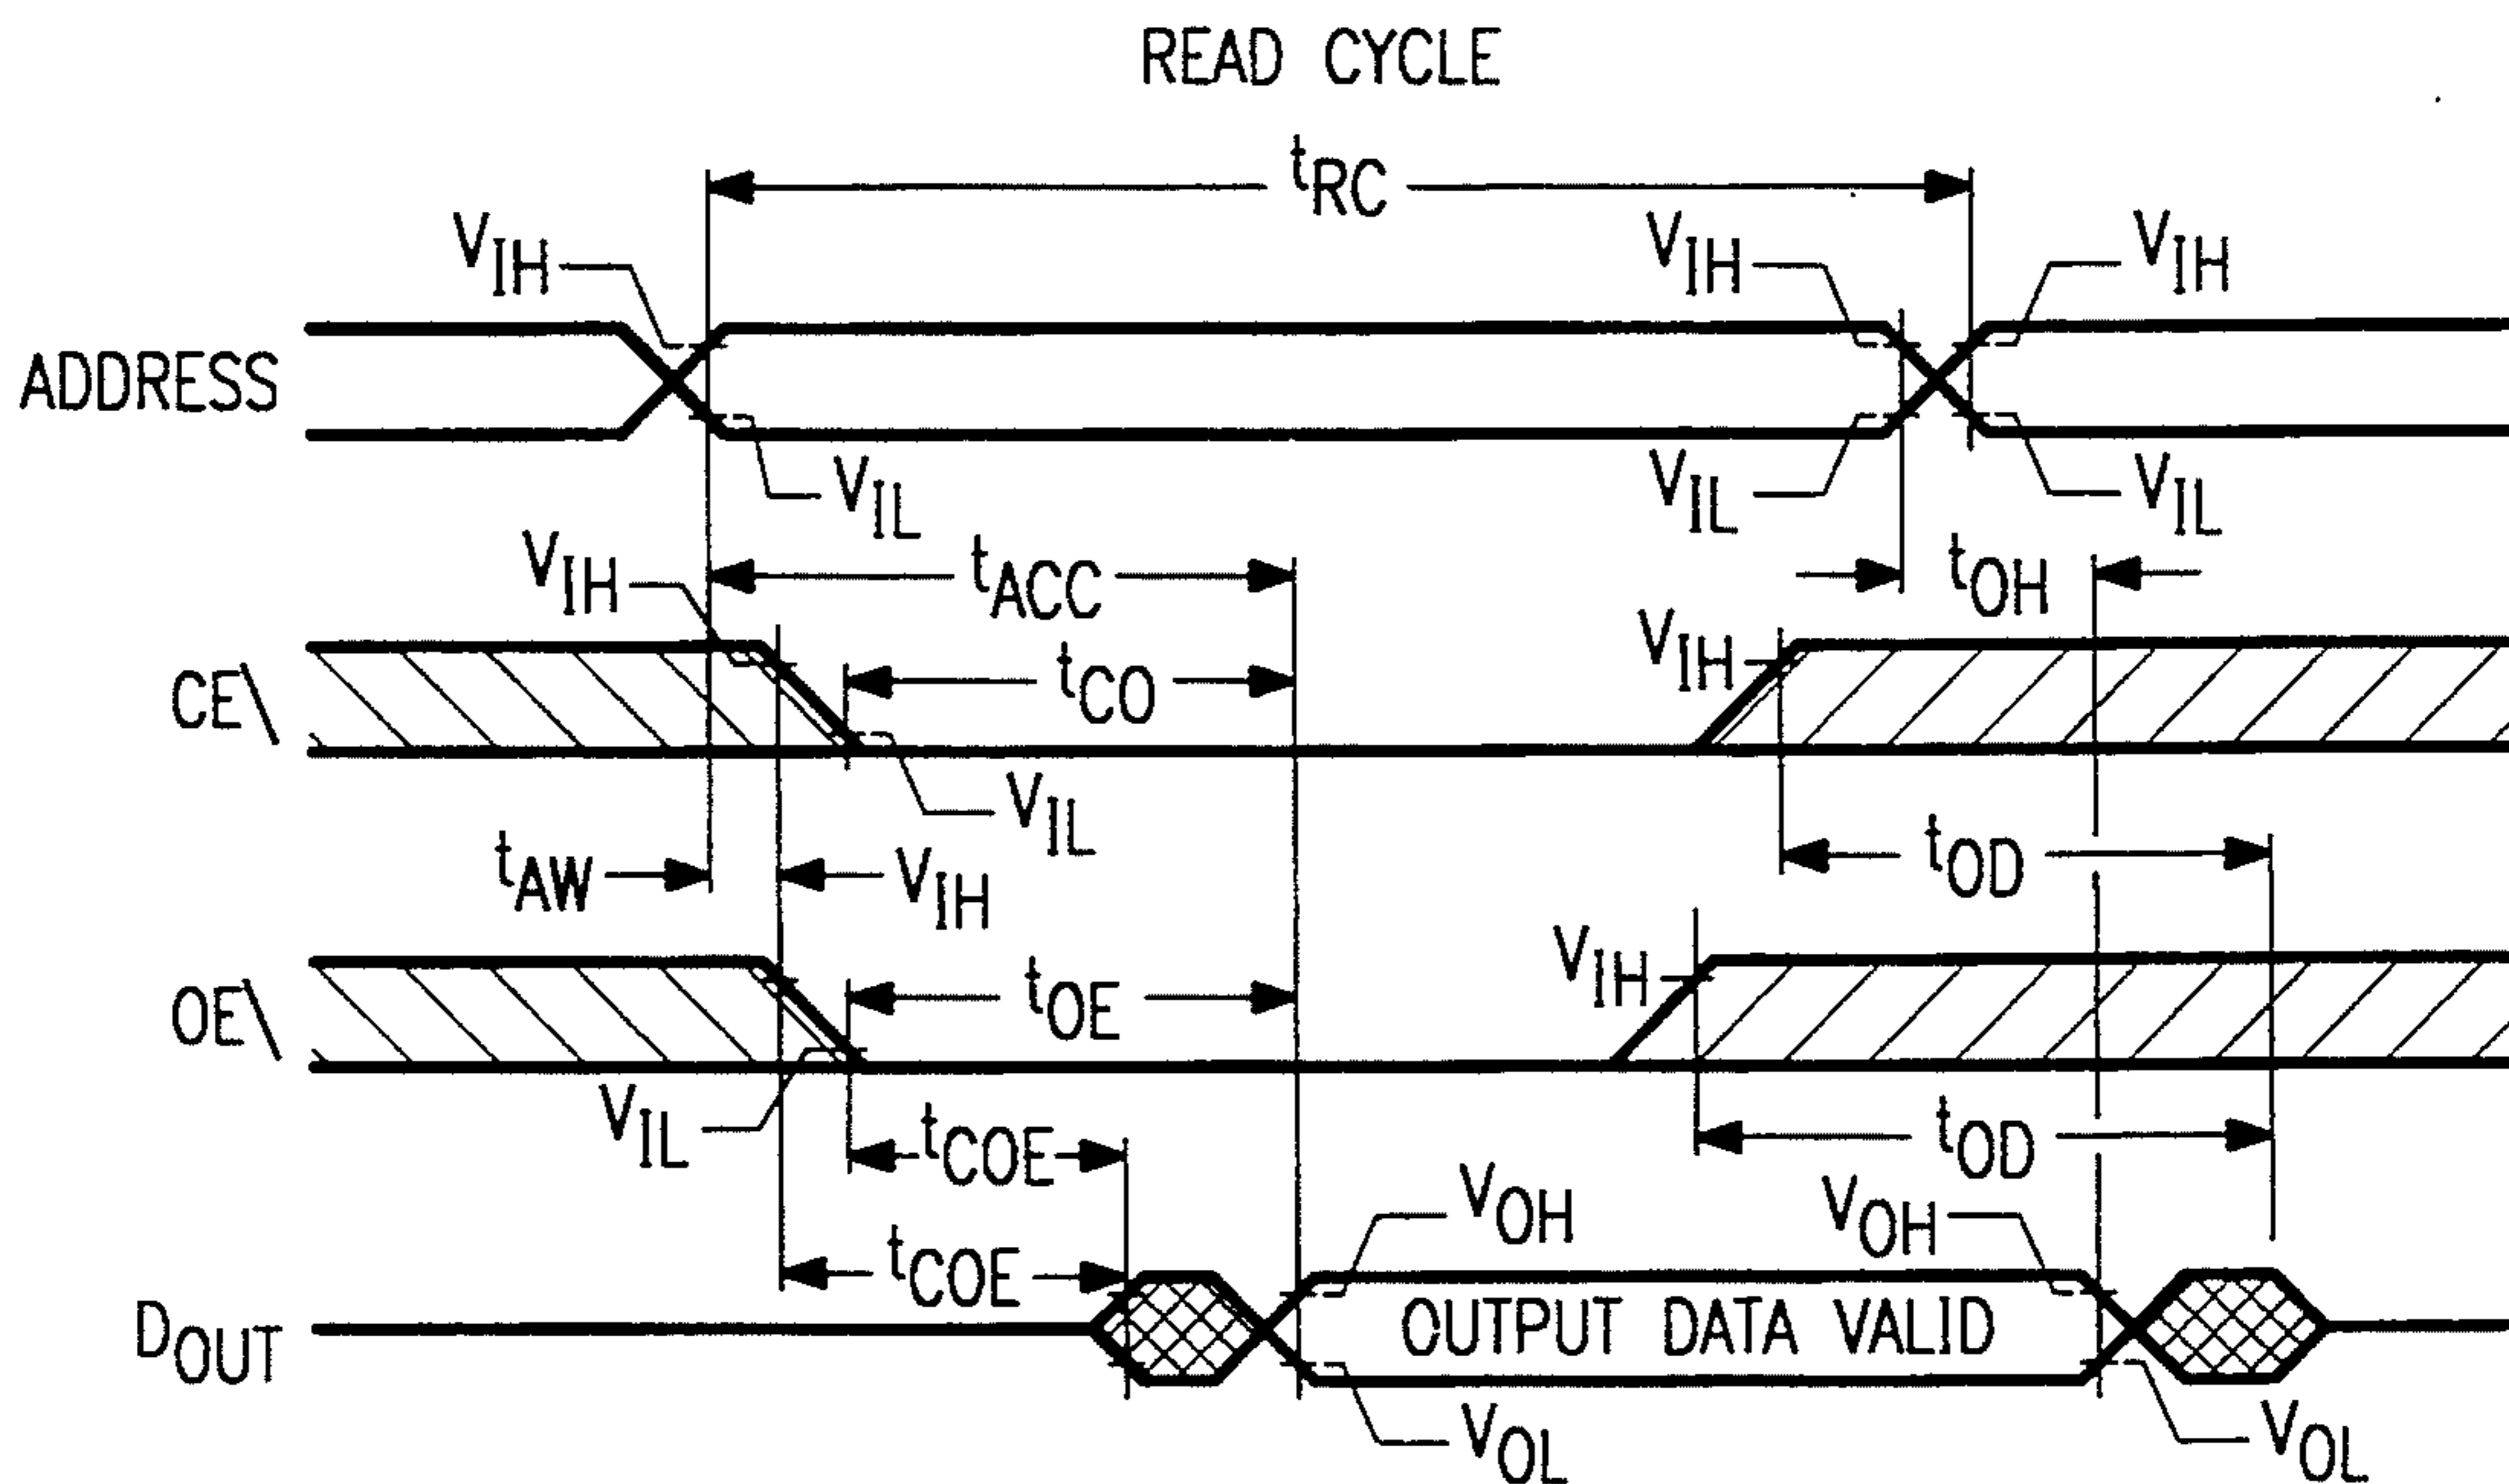 READ CYCLE
tRC
VIH
VIH
VIH
ADDRESS
VIL
VIL
VIL
VIH
tACC
tOH
CE\
tCO
VIH
VIL
tAW
VIH
tOD
OE\
tOE
VIH
VIL
tCOE
tOD
VOH
VOH
tCOE
DOUT
OUTPUT DATA VALID
VOL
VOL